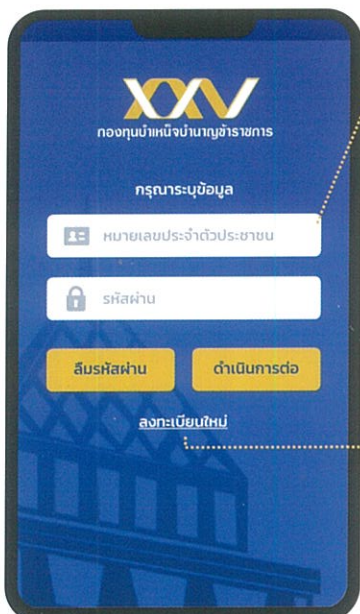 XXV
กองทุนบำเหน็จบำนาญข้าราชการ
กรุณาระบุข้อมูล
หมายเลขประจำตัวประชาชน
รหัสผ่าน
ลืมรหัสผ่าน
ดำเนินการต่อ
ลงทะเบียนใหม่